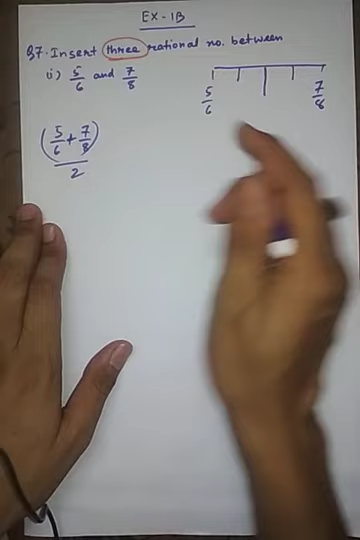 EX-1B
Q7. Insert three rational no. between
(i) 5/6 and 7/8
5/6 7/8
(5/6 + 7/8)/2